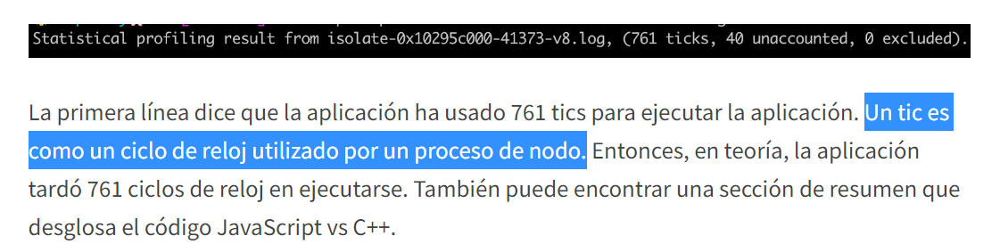 Statistical profiling result from isolate-0x10295c000-41373-v8.log, (761 ticks, 40 unaccounted, 0 excluded).
La primera línea dice que la aplicación ha usado 761 tics para ejecutar la aplicación. Un tic es
como un ciclo de reloj utilizado por un proceso de nodo. Entonces, en teoría, la aplicación
tardó 761 ciclos de reloj en ejecutarse. También puede encontrar una sección de resumen que
desglosa el código JavaScript vs C++.